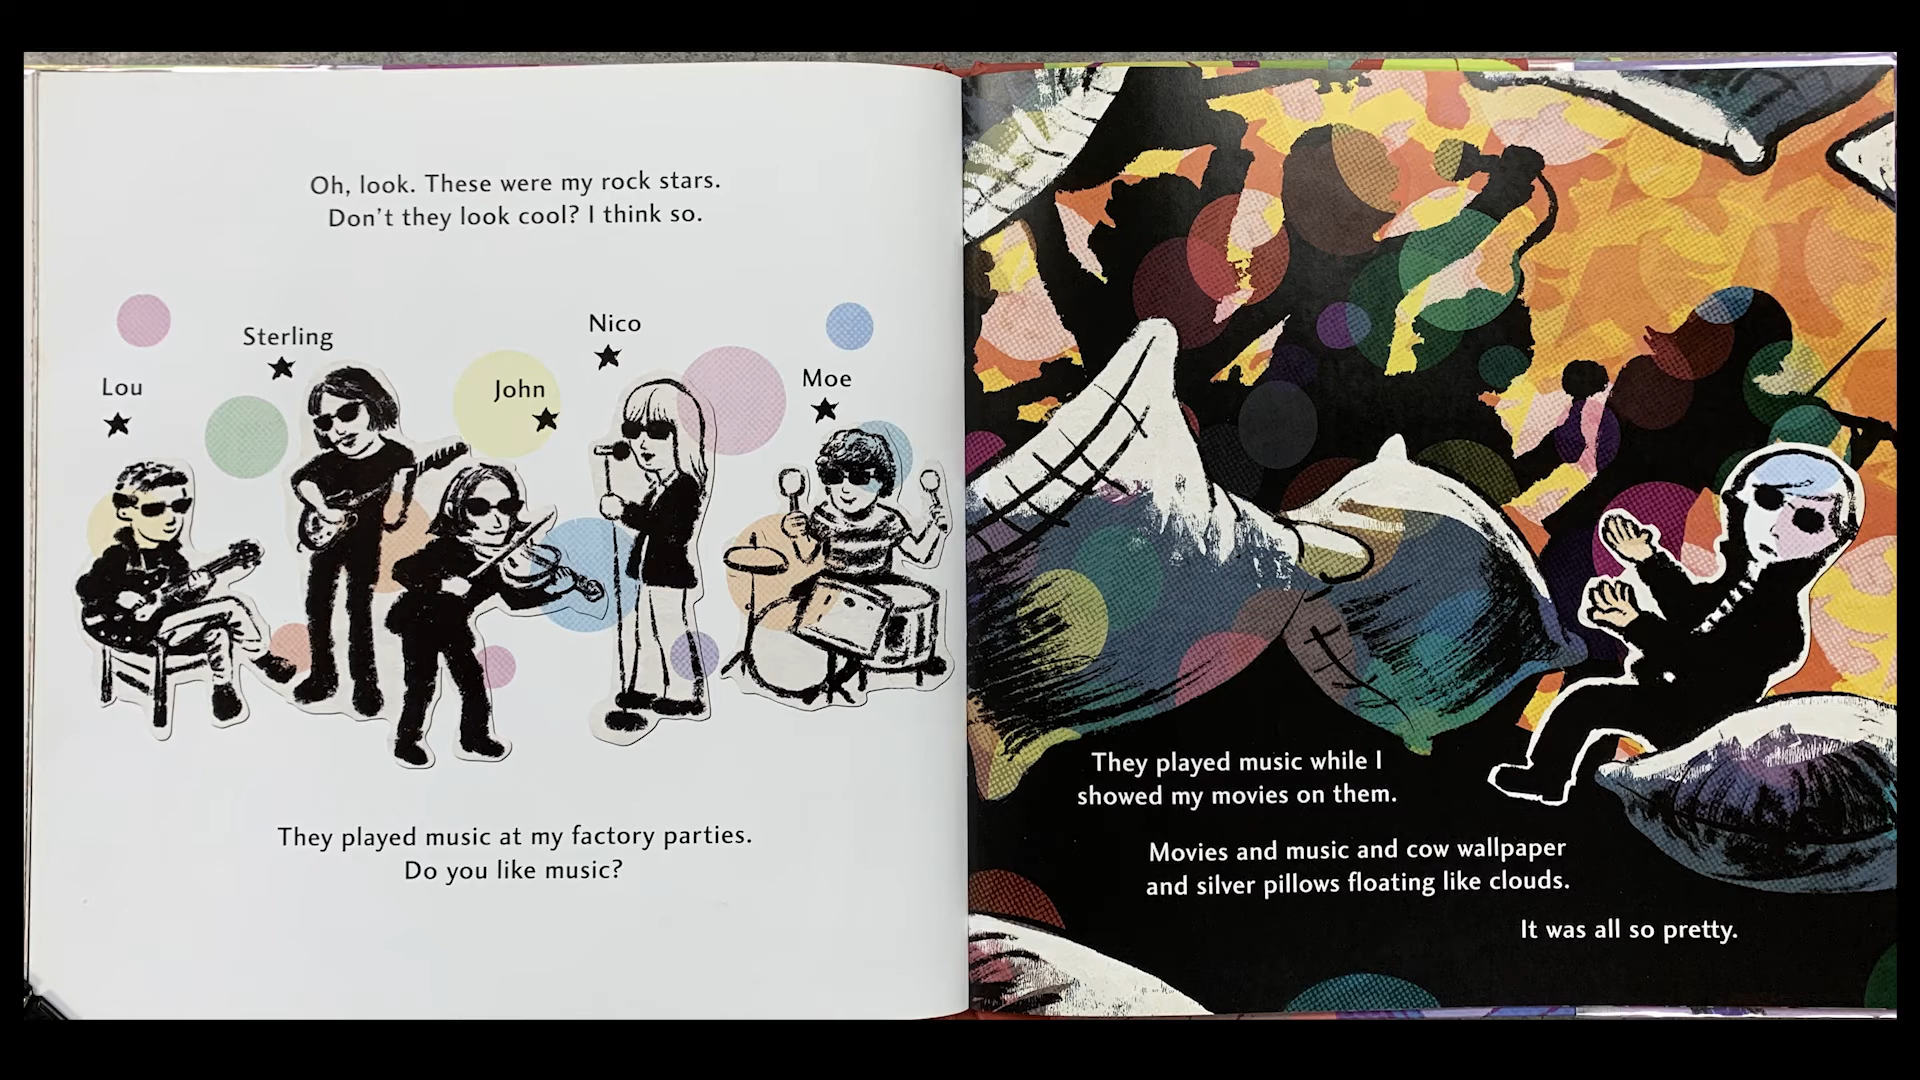 Oh, look. These were my rock stars.
Don't they look cool? I think so.
Lou
Sterling
John
Nico
Moe
They played music at my factory parties.
Do you like music?
They played music while I
showed my movies on them.
Movies and music and cow wallpaper
and silver pillows floating like clouds.
It was all so pretty.